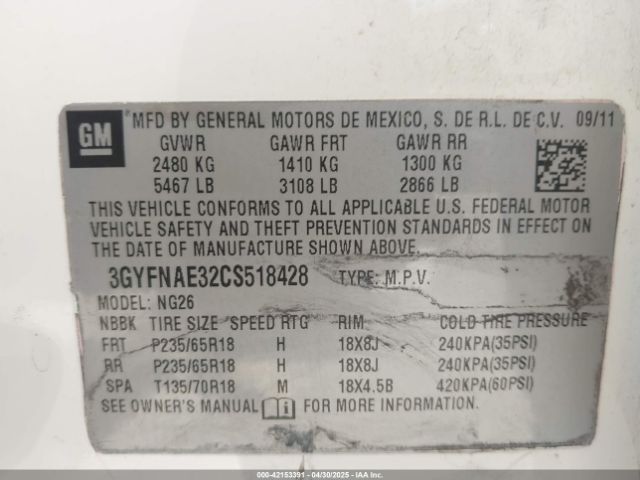 GM
*MFD BY GENERAL MOTORS DE MEXICO, S. DE R.L. DE C.V. 09/11
GVWR GAWR FRT GAWR RR
2480 KG 1410 KG 1300 KG
5467 LB 3108 LB 2866 LB
THIS VEHICLE CONFORMS TO ALL APPLICABLE U.S. FEDERAL MOTOR
VEHICLE SAFETY AND THEFT PREVENTION STANDARDS IN EFFECT ON
THE DATE OF MANUFACTURE SHOWN ABOVE.
3GYFNAE32CS518428 TYPE: M.P.V.
MODEL: NG26
NBBK TIRE SIZE SPEED RTG RIM COLD TIRE PRESSURE
FRT P235/65R18 H 18X8J 240KPA(35PSI)
RR P235/65R18 H 18X8J 240KPA(35PSI)
SPA T135/70R18 M 18X4.5B 420KPA(60PSI)
SEE OWNER'S MANUAL FOR MORE INFORMATION.
000-42153391 - 04/30/2025 - IAA Inc.